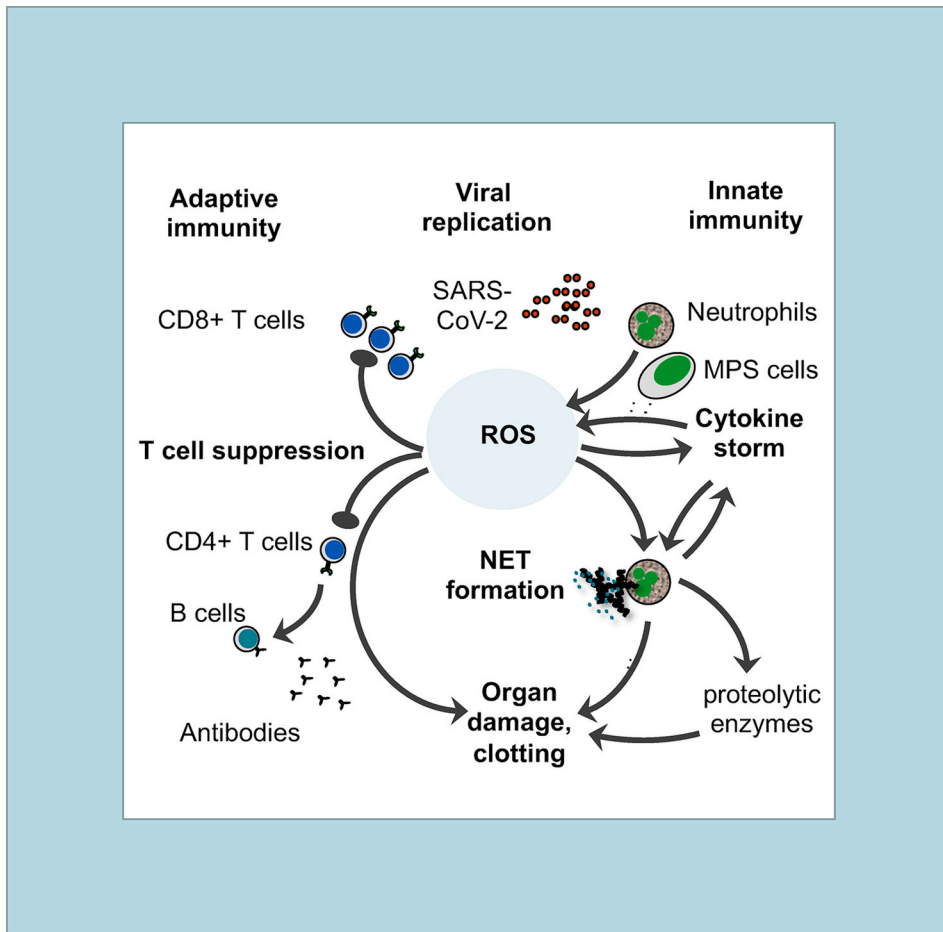 Adaptive
immunity
Viral
replication
Innate
immunity
CD8+ T cells
SARS-
CoV-2
Neutrophils
MPS cells
ROS
Cytokine
storm
T cell suppression
CD4+ T cells
NET
formation
B cells
Antibodies
Organ
damage,
clotting
proteolytic
enzymes